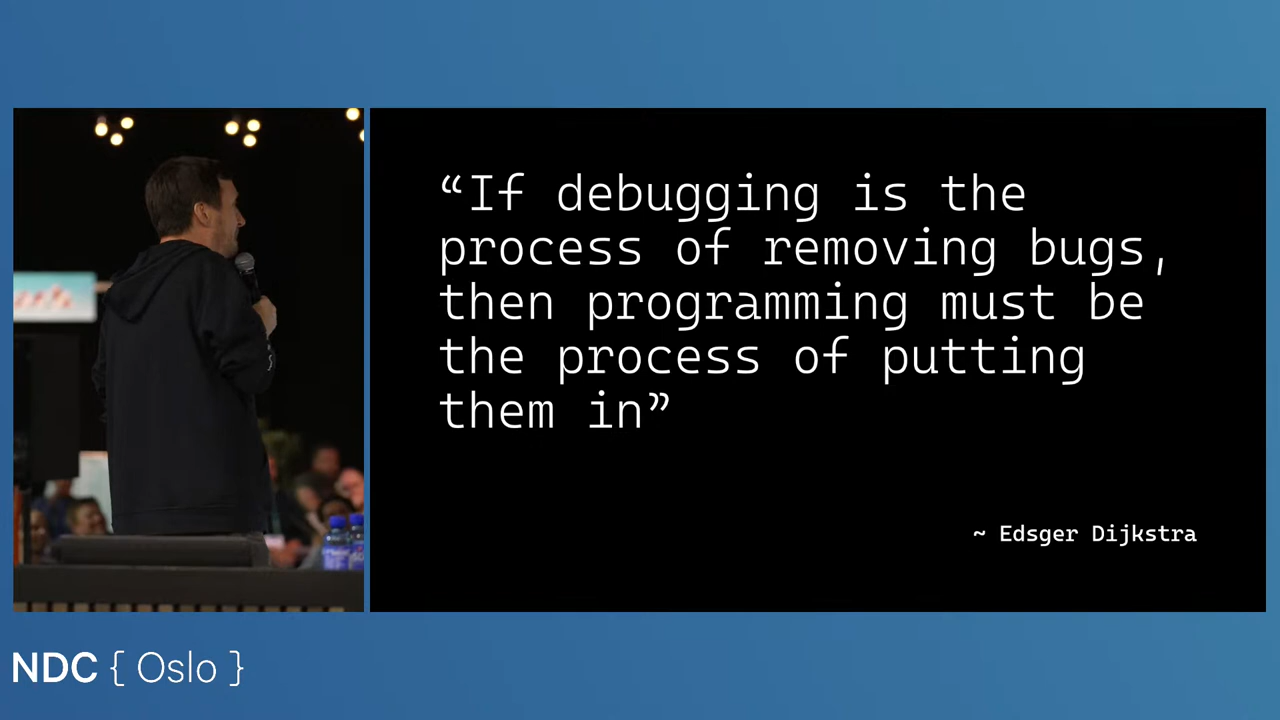 “If debugging is the
process of removing bugs,
then programming must be
the process of putting
them in”
~ Edsger Dijkstra
NDC { Oslo }